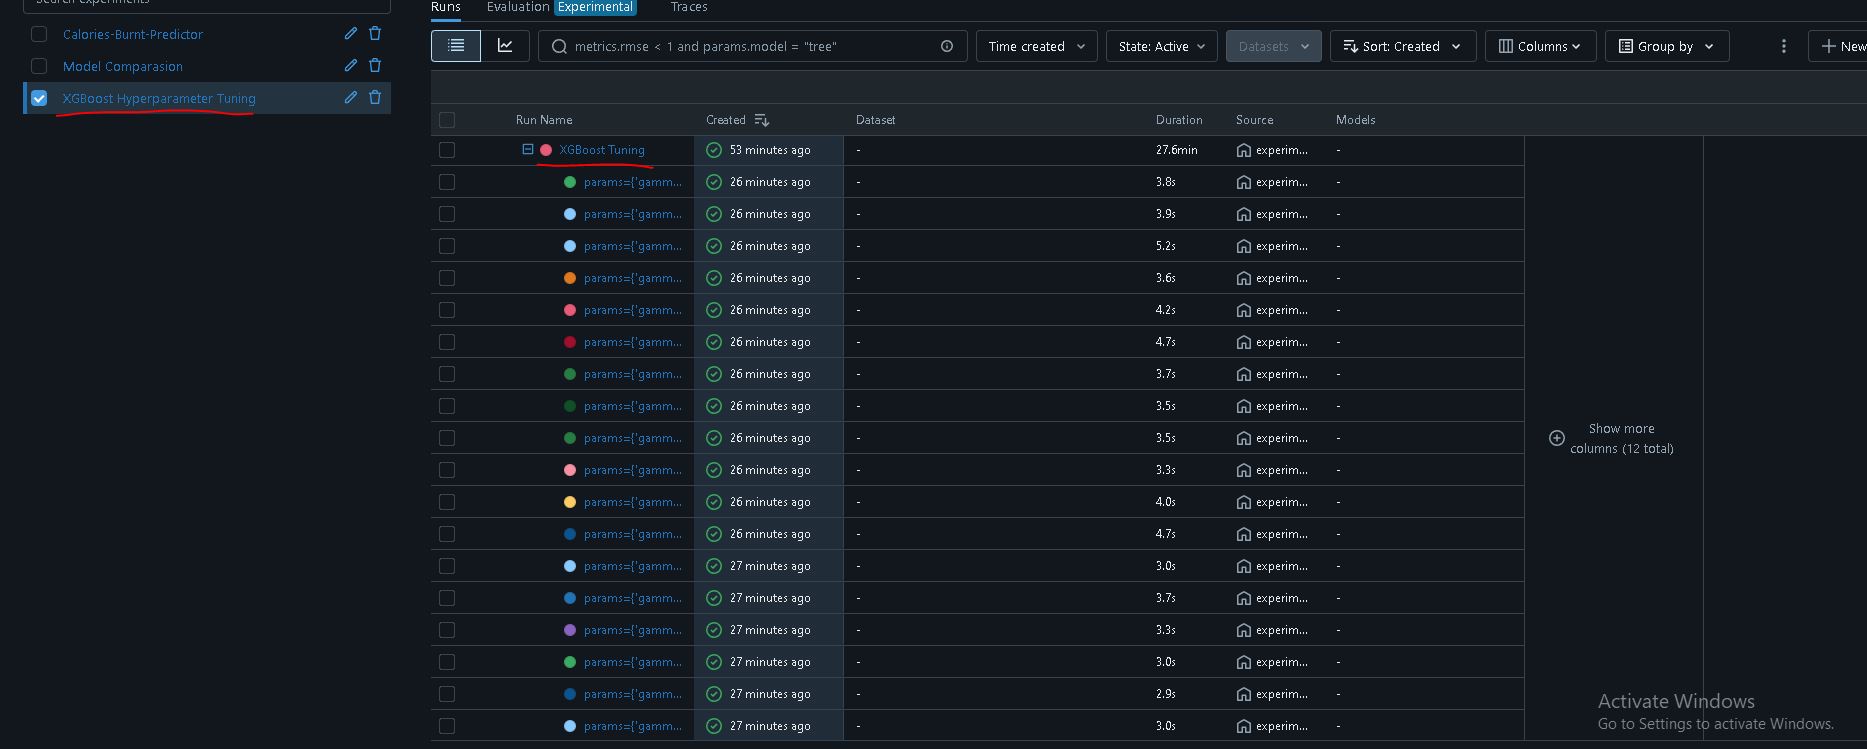 Search experiments
Runs Evaluation Experimental Traces
Calories-Burnt-Predictor
Model Comparasion
XGBoost Hyperparameter Tuning
metrics.rmse < 1 and params.model = "tree" Time created State: Active Datasets Sort: Created Columns Group by New
Run Name Created Dataset Duration Source Models
XGBoost Tuning 53 minutes ago - 27.6min experim... -
params={'gamm... 26 minutes ago - 3.8s experim... -
params={'gamm... 26 minutes ago - 3.9s experim... -
params={'gamm... 26 minutes ago - 5.2s experim... -
params={'gamm... 26 minutes ago - 3.6s experim... -
params={'gamm... 26 minutes ago - 4.2s experim... -
params={'gamm... 26 minutes ago - 4.7s experim... -
params={'gamm... 26 minutes ago - 3.7s experim... -
params={'gamm... 26 minutes ago - 3.5s experim... -
params={'gamm... 26 minutes ago - 3.5s experim... -
params={'gamm... 26 minutes ago - 3.3s experim... -
params={'gamm... 26 minutes ago - 4.0s experim... -
params={'gamm... 26 minutes ago - 4.7s experim... -
params={'gamm... 27 minutes ago - 3.0s experim... -
params={'gamm... 27 minutes ago - 3.7s experim... -
params={'gamm... 27 minutes ago - 3.3s experim... -
params={'gamm... 27 minutes ago - 3.0s experim... -
params={'gamm... 27 minutes ago - 2.9s experim... -
params={'gamm... 27 minutes ago - 3.0s experim... -
Show more
columns (12 total)
Activate Windows
Go to Settings to activate Windows.